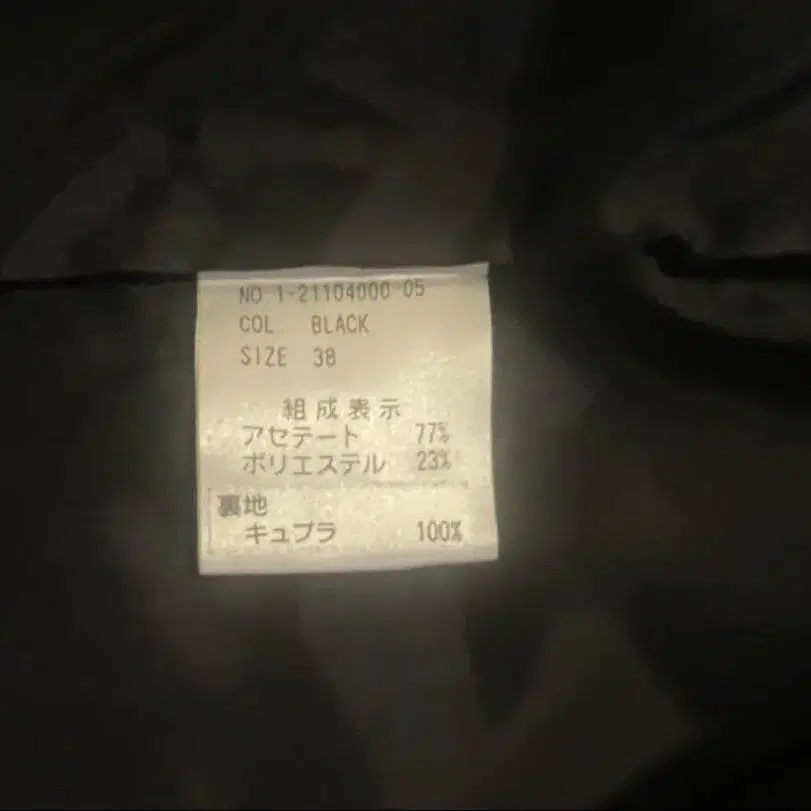 NO 1-21104000 05
COL. BLACK
SIZE 38
組成表示
アセテート 77%
ポリエステル 23%
裏地
キュプラ 100%